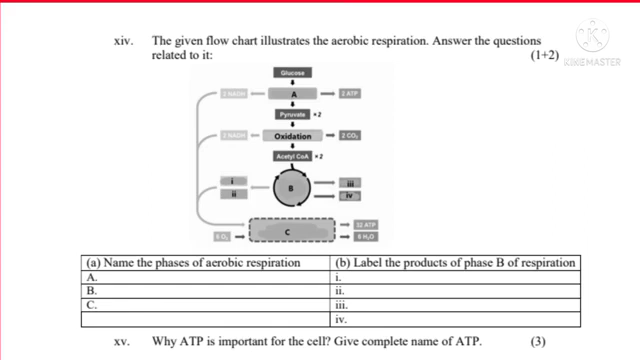 xiv. The given flow chart illustrates the aerobic respiration. Answer the questions
related to it: (1+2)
KINEMASTER
Glucose
2 NADH A 2 ATP
Pyruvate ×2
2 NADH Oxidation 2 CO₂
Acetyl CoA ×2
i iii
B
ii iv
32 ATP
C
6 O₂ 6 H₂O
(a) Name the phases of aerobic respiration (b) Label the products of phase B of respiration
A. i.
B. ii.
C. iii.
iv.
xv. Why ATP is important for the cell? Give complete name of ATP. (3)